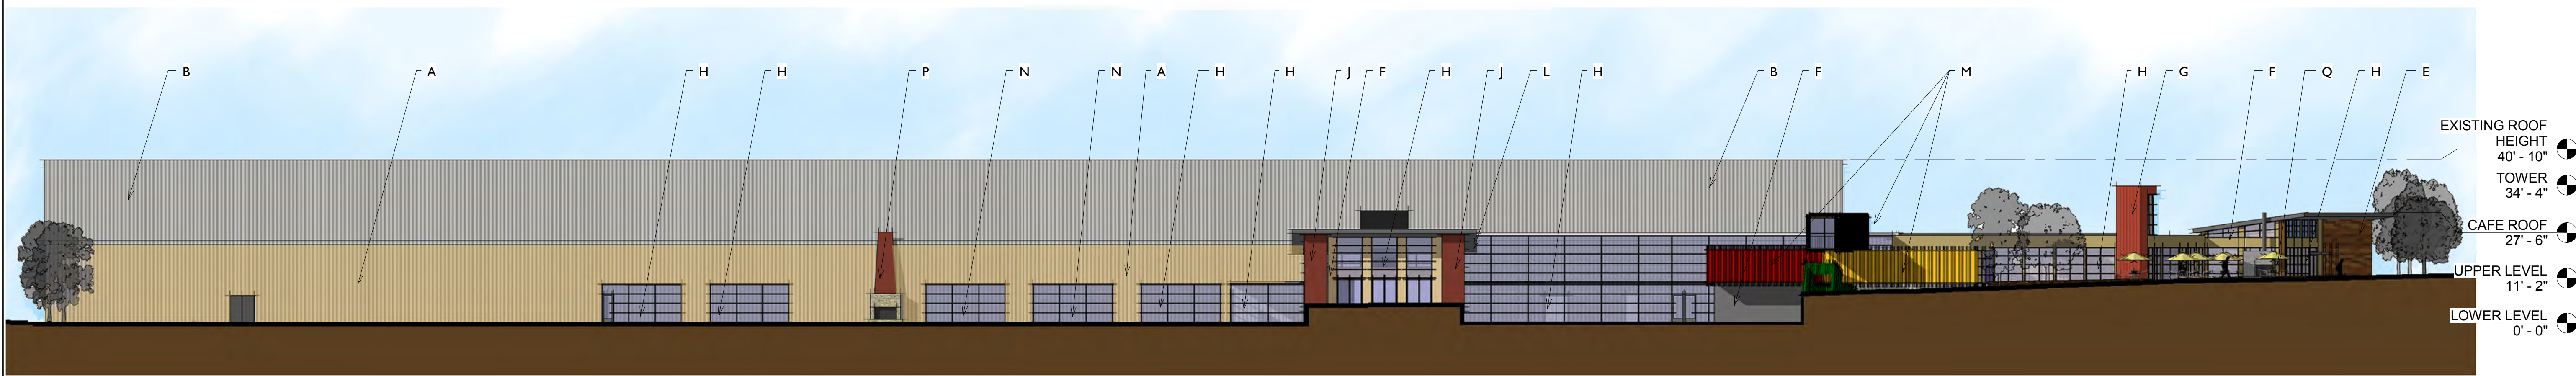 B A H H P N N A H H J F H J L H B F M H G F Q H E
EXISTING ROOF
HEIGHT
40' - 10"
TOWER
34' - 4"
CAFE ROOF
27' - 6"
UPPER LEVEL
11' - 2"
LOWER LEVEL
0' - 0"